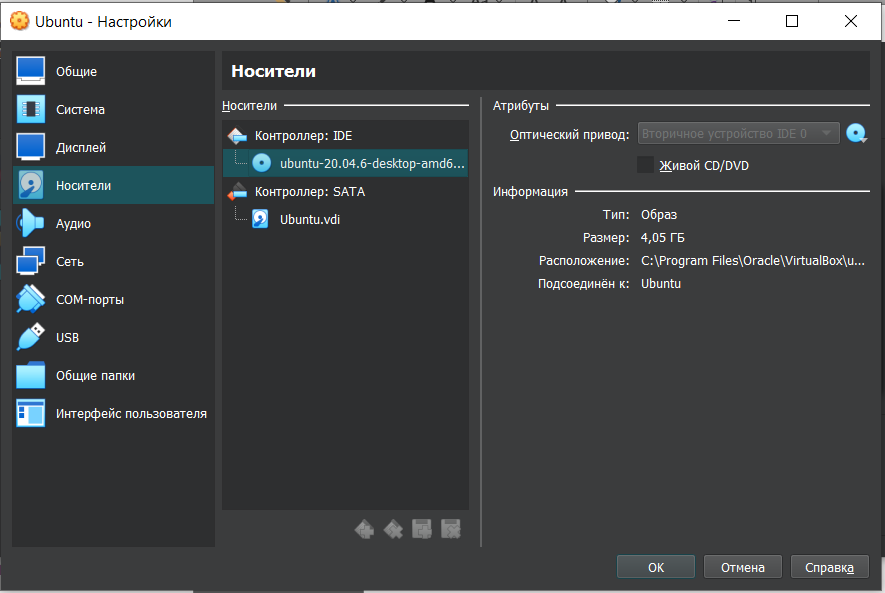 Ubuntu - Настройки
Общие
Система
Дисплей
Носители
Аудио
Сеть
COM-порты
USB
Общие папки
Интерфейс пользователя
Носители
Носители
Контроллер: IDE
ubuntu-20.04.6-desktop-amd6...
Контроллер: SATA
Ubuntu.vdi
Атрибуты
Оптический привод: Вторичное устройство IDE 0
Живой CD/DVD
Информация
Тип: Образ
Размер: 4,05 ГБ
Расположение: C:\Program Files\Oracle\VirtualBox\u...
Подсоединён к: Ubuntu
OK
Отмена
Справка